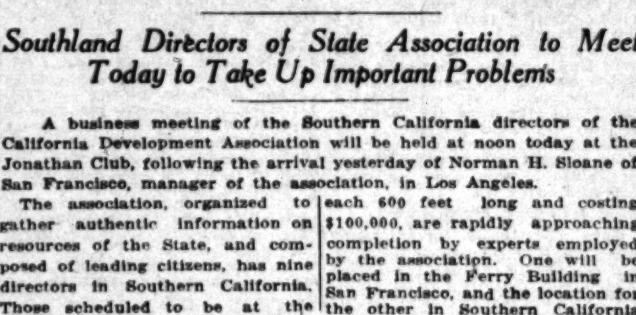 Southland Directors of State Association to Meet
Today to Take Up Important Problems
A business meeting of the Southern California directors of the
California Development Association will be held at noon today at the
Jonathan Club, following the arrival yesterday of Norman H. Sloane of
San Francisco, manager of the association, in Los Angeles.
The association, organized to
gather authentic information on
resources of the State, and com-
posed of leading citizens, has nine
directors in Southern California.
Those scheduled to be at the
each 600 feet long and costing
$100,000, are rapidly approaching
completion by experts employed
by the association. One will be
placed in the Ferry Building in
San Francisco, and the location for
the other in Southern California